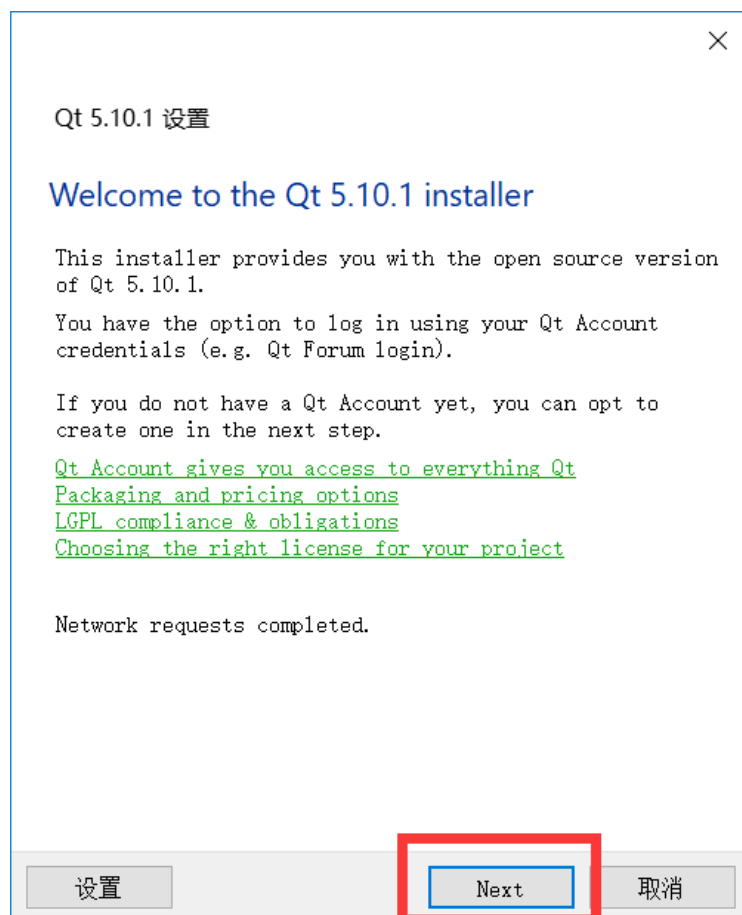 Qt 5.10.1 设置
Welcome to the Qt 5.10.1 installer
This installer provides you with the open source version
of Qt 5.10.1.
You have the option to log in using your Qt Account
credentials (e.g. Qt Forum login).
If you do not have a Qt Account yet, you can opt to
create one in the next step.
Qt Account gives you access to everything Qt
Packaging and pricing options
LGPL compliance & obligations
Choosing the right license for your project
Network requests completed.
设置 Next 取消